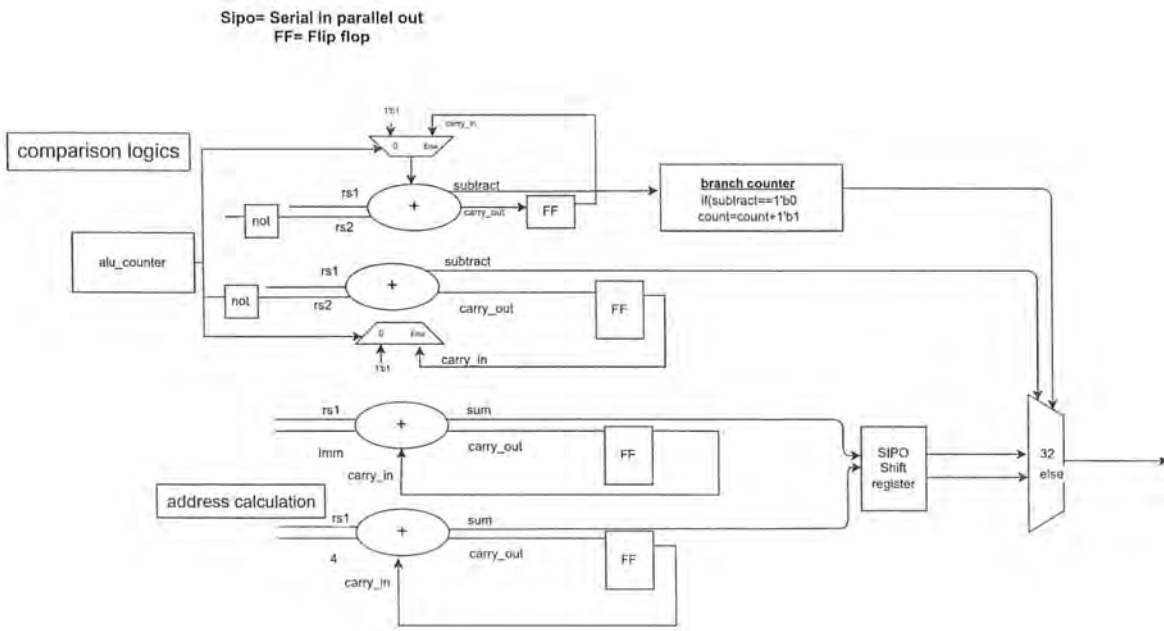 Sipo= Serial in parallel out
FF= Flip flop
1'b1
carry_in
0
Else
comparison logics
rs1
+
subtract
carry_out
FF
not
rs2
branch counter
if(subtract==1'b0
count=count+1'b1
alu_counter
rs1
+
subtract
not
rs2
carry_out
FF
0
Else
1'b1
carry_in
rs1
+
sum
Imm
carry_out
FF
carry_in
SIPO
Shift
register
32
else
address calculation
rs1
+
sum
4
carry_out
FF
carry_in